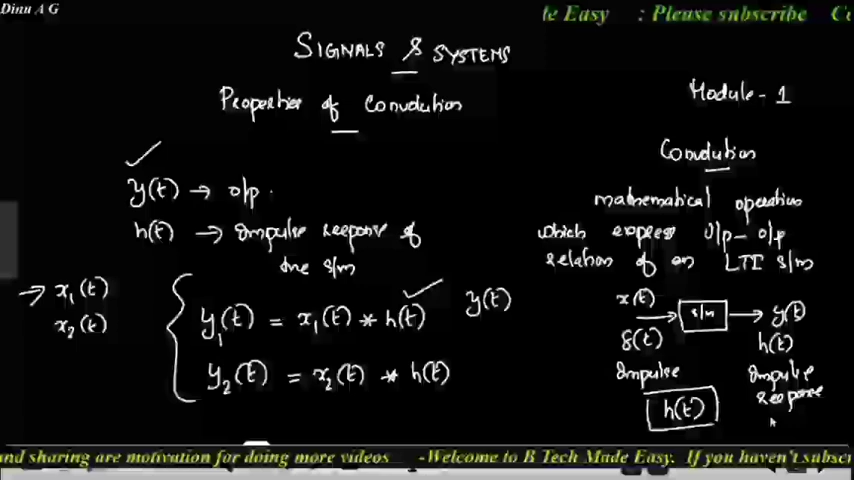 Dinu A G
le Easy : Please subscribe
SIGNALS & SYSTEMS
Properties of Convolution
Module - 1
y(t) → o/p
h(t) → Impulse response of
the s/m
x₁(t)
x₂(t)
y₁(t) = x₁(t) * h(t) y(t)
y₂(t) = x₂(t) * h(t)
Convolution
mathematical operation
which express i/p - o/p
relation of an LTI s/m
x(t) → s/m → y(t)
δ(t) h(t)
Impulse Impulse
response
h(t)
and sharing are motivation for doing more videos -Welcome to B Tech Made Easy. If you haven't subsc